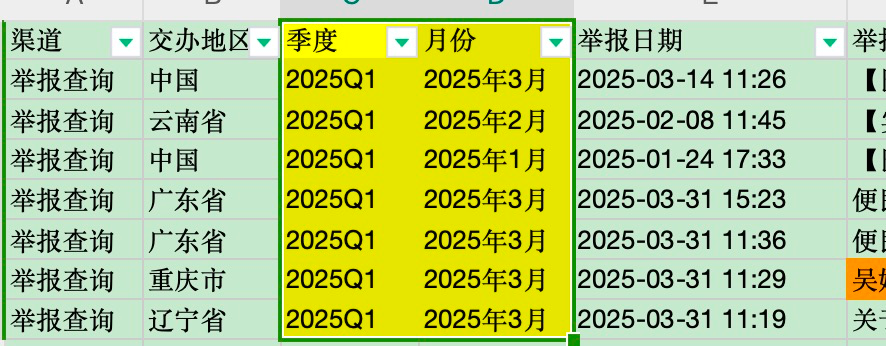 渠道 交办地区 季度 月份 举报日期 举
举报查询 中国 2025Q1 2025年3月 2025-03-14 11:26 【
举报查询 云南省 2025Q1 2025年2月 2025-02-08 11:45 【
举报查询 中国 2025Q1 2025年1月 2025-01-24 17:33 【
举报查询 广东省 2025Q1 2025年3月 2025-03-31 15:23 便
举报查询 广东省 2025Q1 2025年3月 2025-03-31 11:36 便
举报查询 重庆市 2025Q1 2025年3月 2025-03-31 11:29 吴
举报查询 辽宁省 2025Q1 2025年3月 2025-03-31 11:19 关